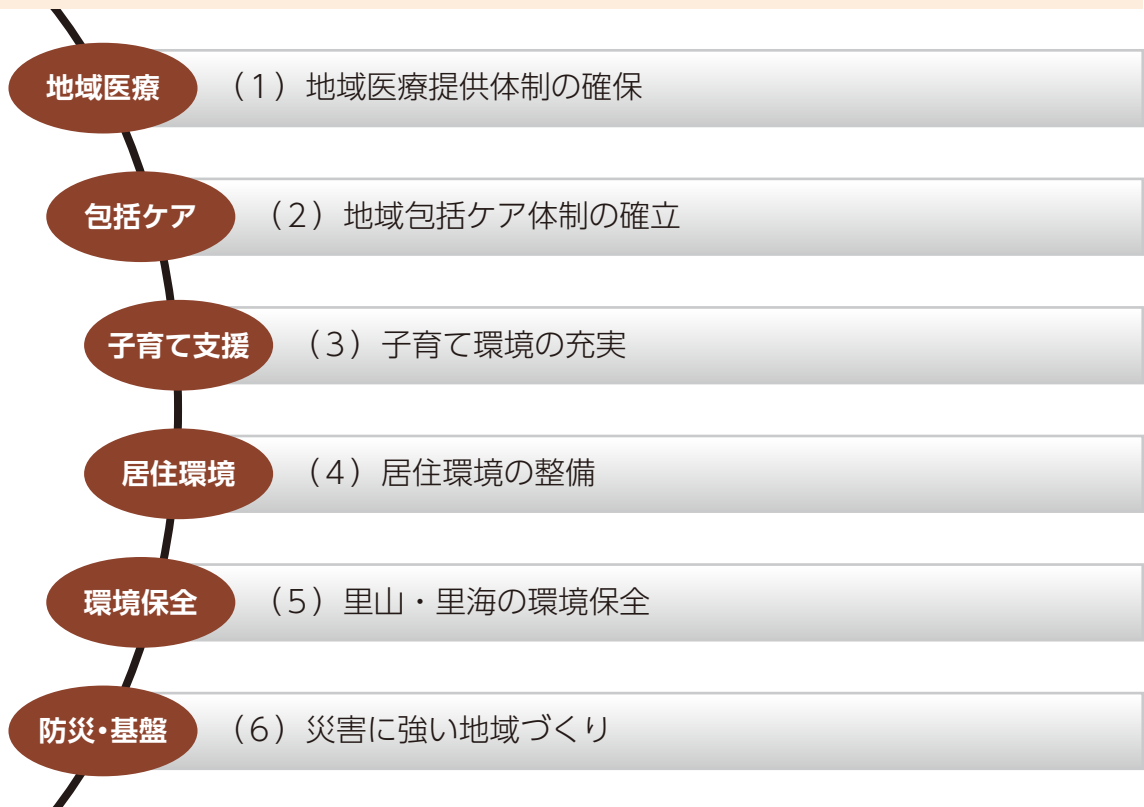 地域医療
（1）地域医療提供体制の確保
包括ケア
（2）地域包括ケア体制の確立
子育て支援
（3）子育て環境の充実
居住環境
（4）居住環境の整備
環境保全
（5）里山・里海の環境保全
防災・基盤
（6）災害に強い地域づくり